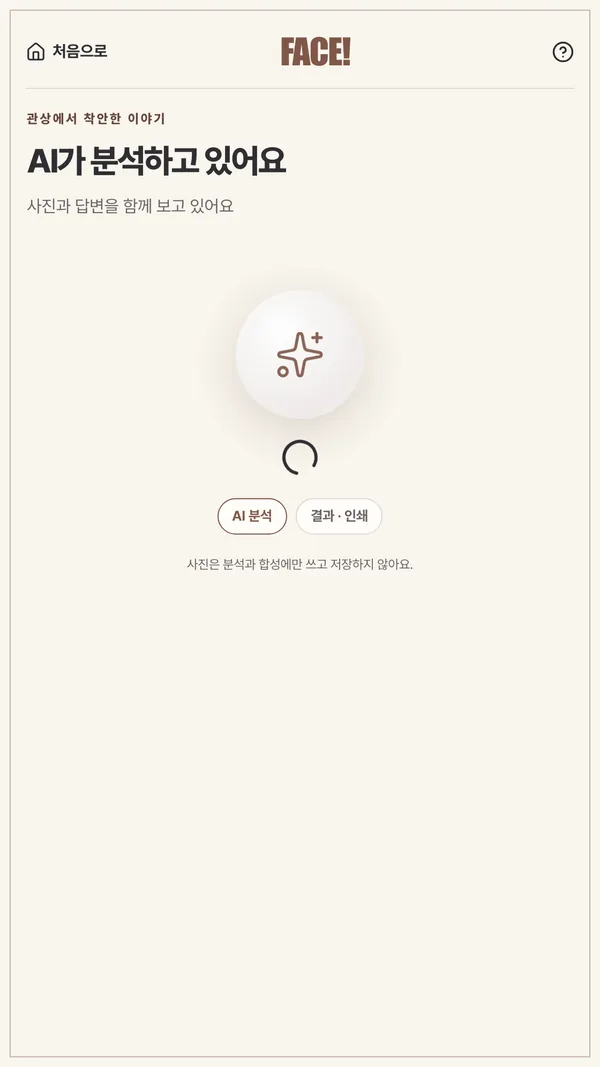 처음으로
FACE!
관상에서 착안한 이야기
AI가 분석하고 있어요
사진과 답변을 함께 보고 있어요
AI 분석
결과 · 인쇄
사진은 분석과 합성에만 쓰고 저장하지 않아요.